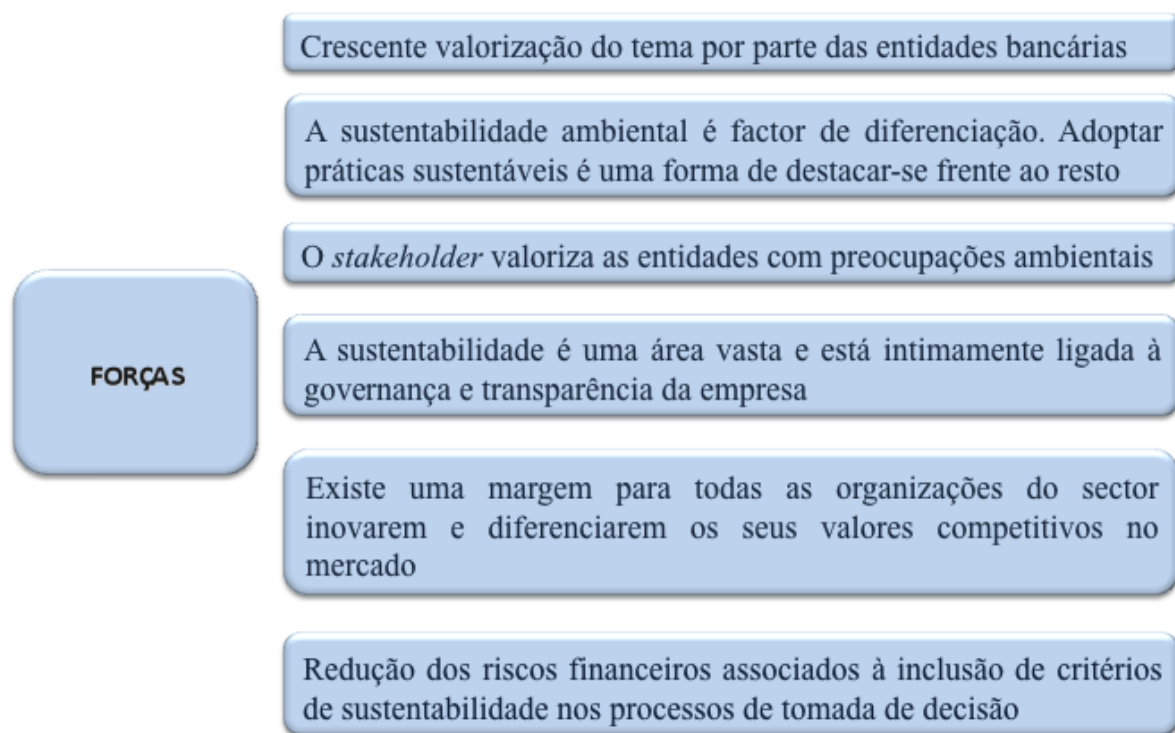 Crescente valorização do tema por parte das entidades bancárias
A sustentabilidade ambiental é factor de diferenciação. Adoptar
práticas sustentáveis é uma forma de destacar-se frente ao resto
O stakeholder valoriza as entidades com preocupações ambientais
FORÇAS
A sustentabilidade é uma área vasta e está intimamente ligada à
governança e transparência da empresa
Existe uma margem para todas as organizações do sector
inovarem e diferenciarem os seus valores competitivos no
mercado
Redução dos riscos financeiros associados à inclusão de critérios
de sustentabilidade nos processos de tomada de decisão